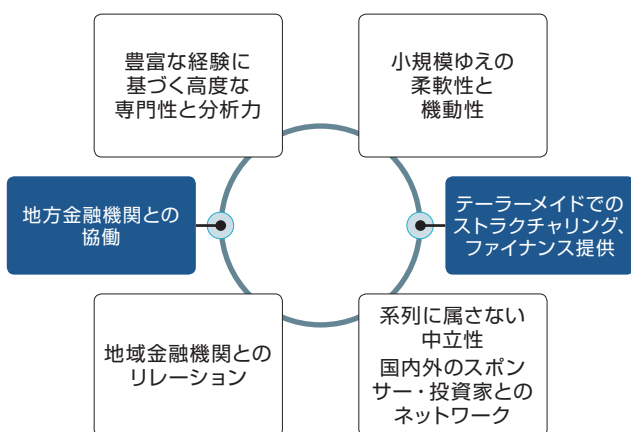 豊富な経験に
基づく高度な
専門性と分析力
小規模ゆえの
柔軟性と
機動性
地方金融機関との
協働
テーラーメイドでの
ストラクチャリング、
ファイナンス提供
地域金融機関との
リレーション
系列に属さない
中立性
国内外のスポン
サー・投資家との
ネットワーク